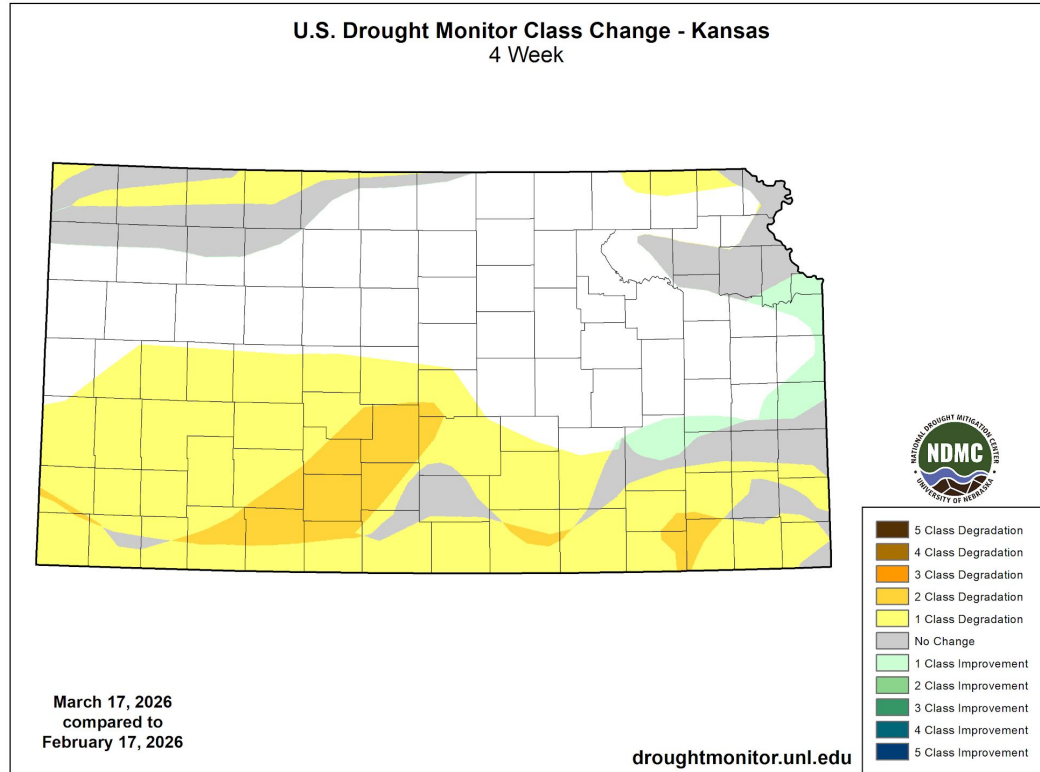 U.S. Drought Monitor Class Change - Kansas
4 Week
NATIONAL DROUGHT MITIGATION CENTER
NDMC
UNIVERSITY OF NEBRASKA
5 Class Degradation
4 Class Degradation
3 Class Degradation
2 Class Degradation
1 Class Degradation
No Change
1 Class Improvement
2 Class Improvement
3 Class Improvement
4 Class Improvement
5 Class Improvement
March 17, 2026
compared to
February 17, 2026
droughtmonitor.unl.edu